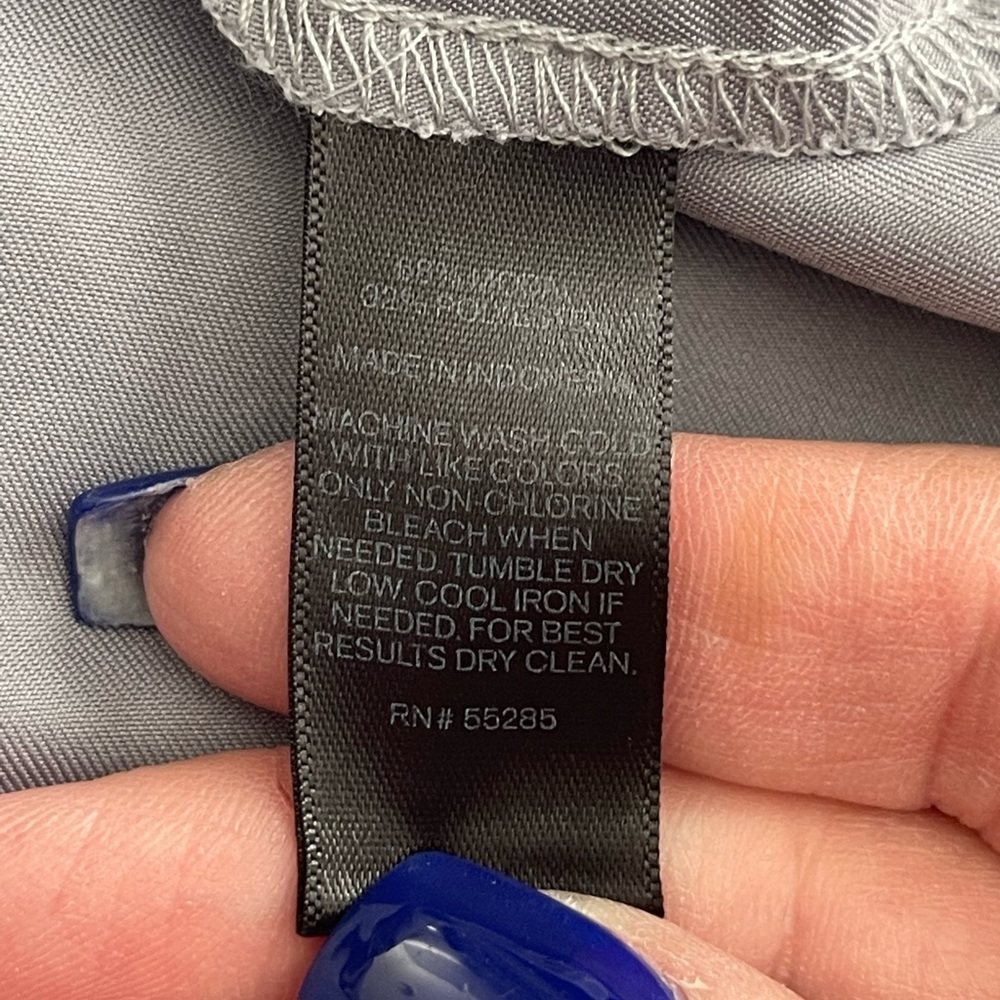 MADE IN
MACHINE WASH COLD
WITH LIKE COLORS
ONLY NON-CHLORINE
BLEACH WHEN
NEEDED. TUMBLE DRY
LOW. COOL IRON IF
NEEDED. FOR BEST
RESULTS DRY CLEAN.
RN# 55285